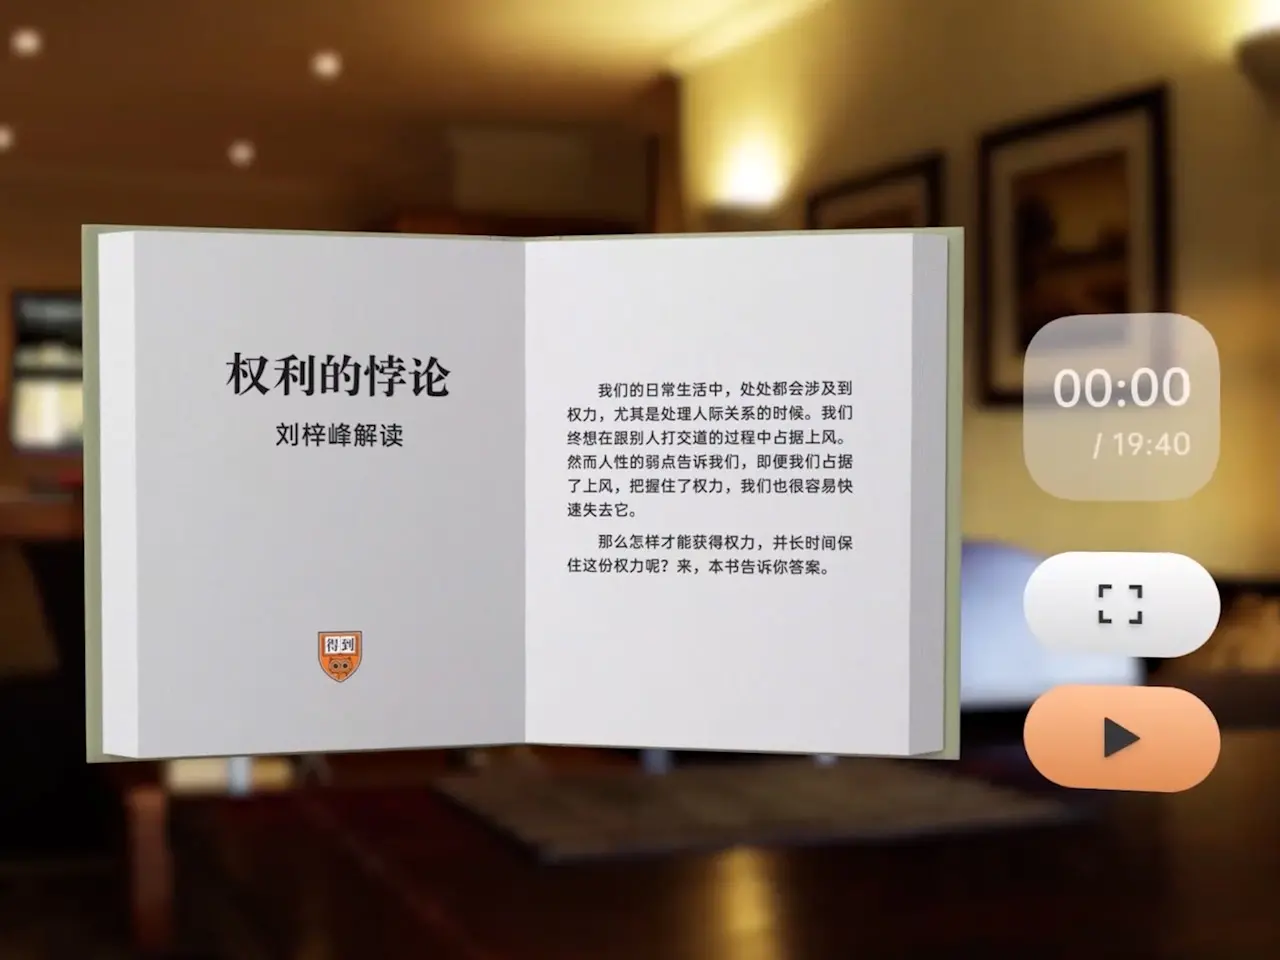 权利的悖论
刘梓峰解读
得到
我们的日常生活中，处处都会涉及到
权力，尤其是处理人际关系的时候。我们
终想在跟别人打交道的过程中占据上风。
然而人性的弱点告诉我们，即便我们占据
了上风，把握住了权力，我们也很容易快
速失去它。
那么怎样才能获得权力，并长时间保
住这份权力呢？来，本书告诉你答案。
00:00
/ 19:40